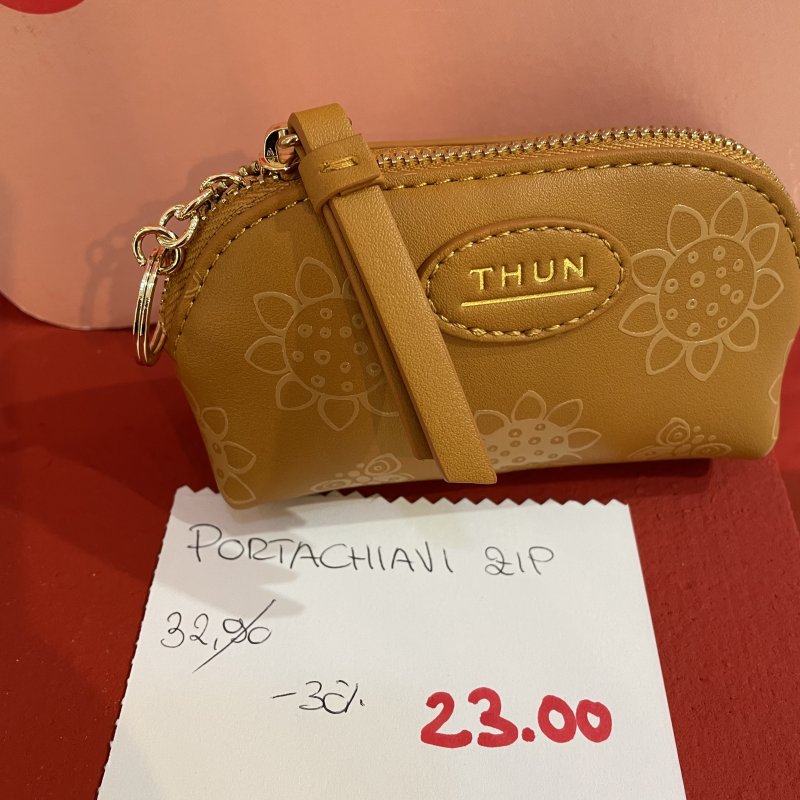 THUN
PORTACHIAVI ZIP
32,90
-30%
23.00